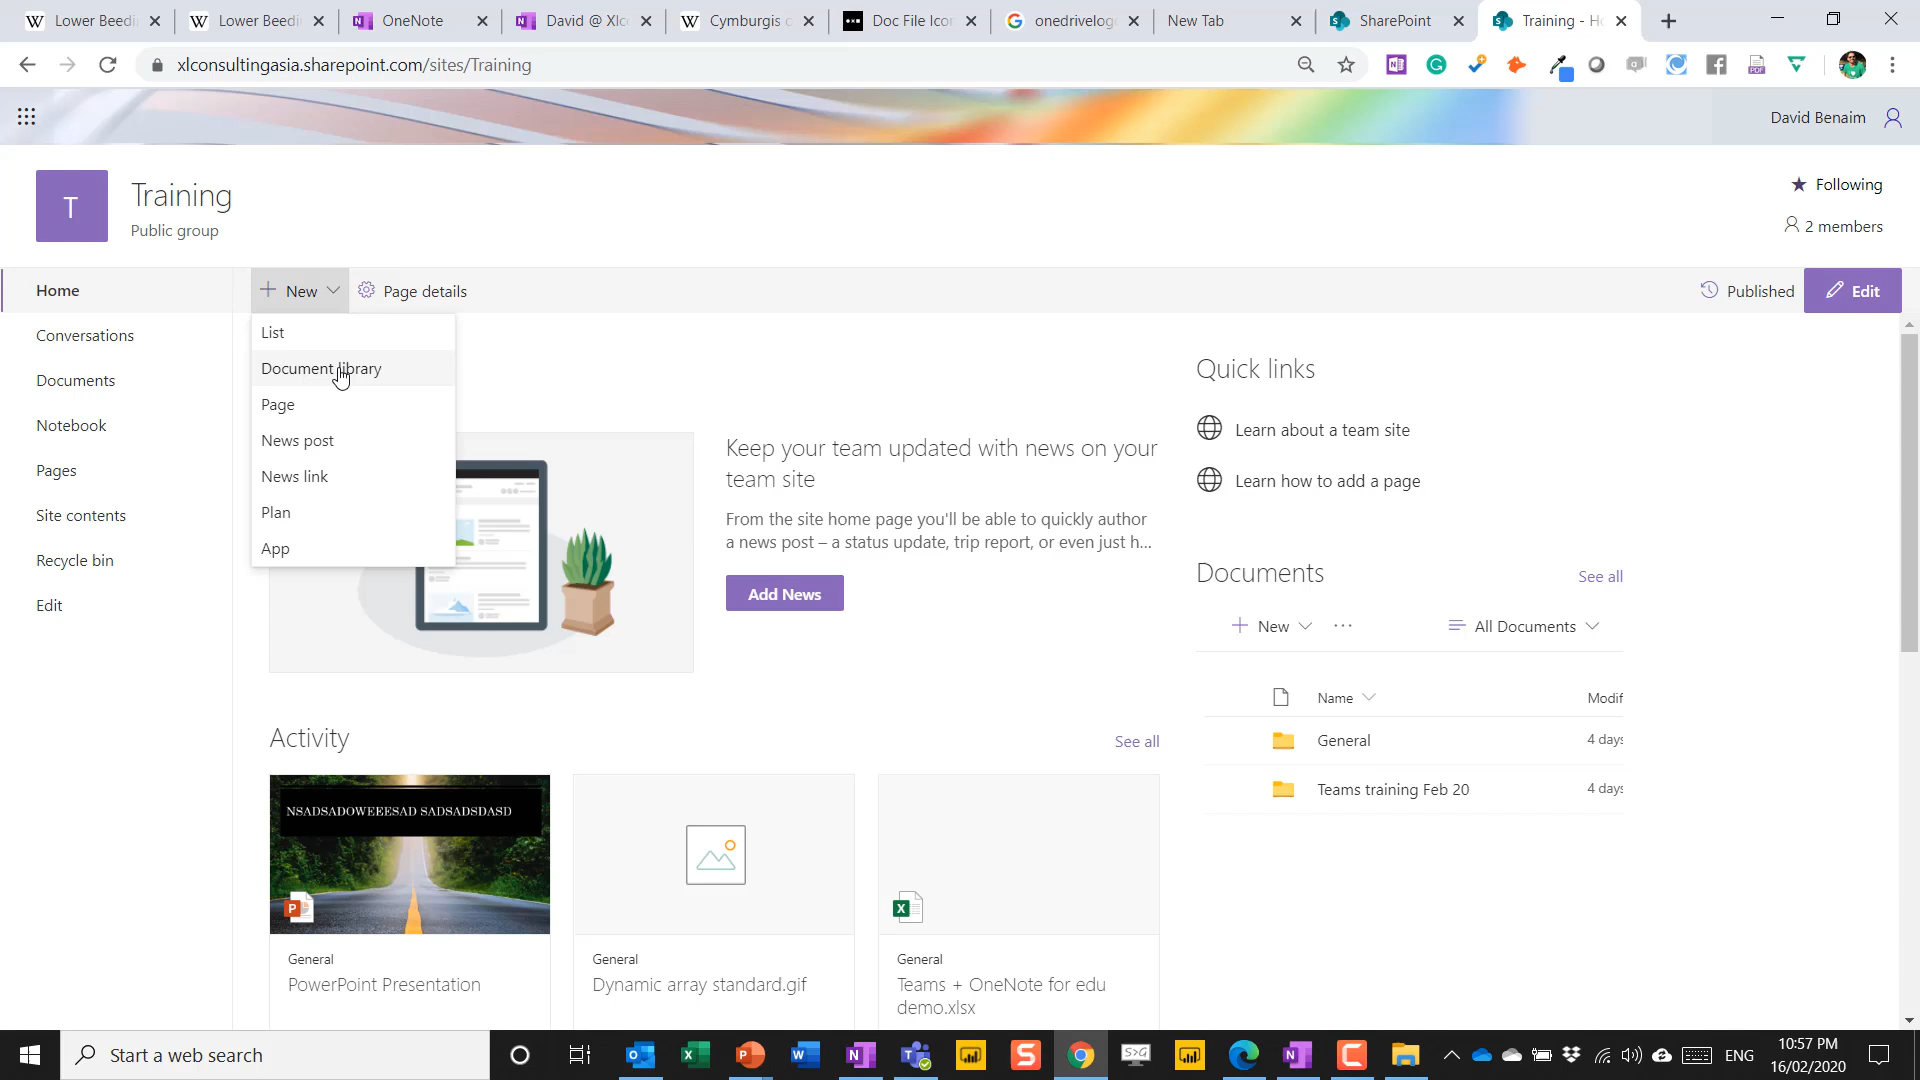 Lower Beedi
Lower Beedi
OneNote
David @ Xlc
Cymburgis c
Doc File Icor
onedrivelogo
New Tab
SharePoint
Training - Ho
xlconsultingasia.sharepoint.com/sites/Training
David Benaim
T
Training
Public group
Following
2 members
Home
New
Page details
Published
Edit
Conversations
Documents
Notebook
Pages
Site contents
Recycle bin
Edit
List
Document library
Page
News post
News link
Plan
App
Keep your team updated with news on your
team site
From the site home page you'll be able to quickly author
a news post – a status update, trip report, or even just h...
Add News
Quick links
Learn about a team site
Learn how to add a page
Documents
See all
New
All Documents
Name
Modif
General
4 days
Teams training Feb 20
4 days
Activity
See all
NSADSADOWEEESAD SADSADSDASD
General
PowerPoint Presentation
General
Dynamic array standard.gif
General
Teams + OneNote for edu
demo.xlsx
Start a web search
ENG
10:57 PM
16/02/2020